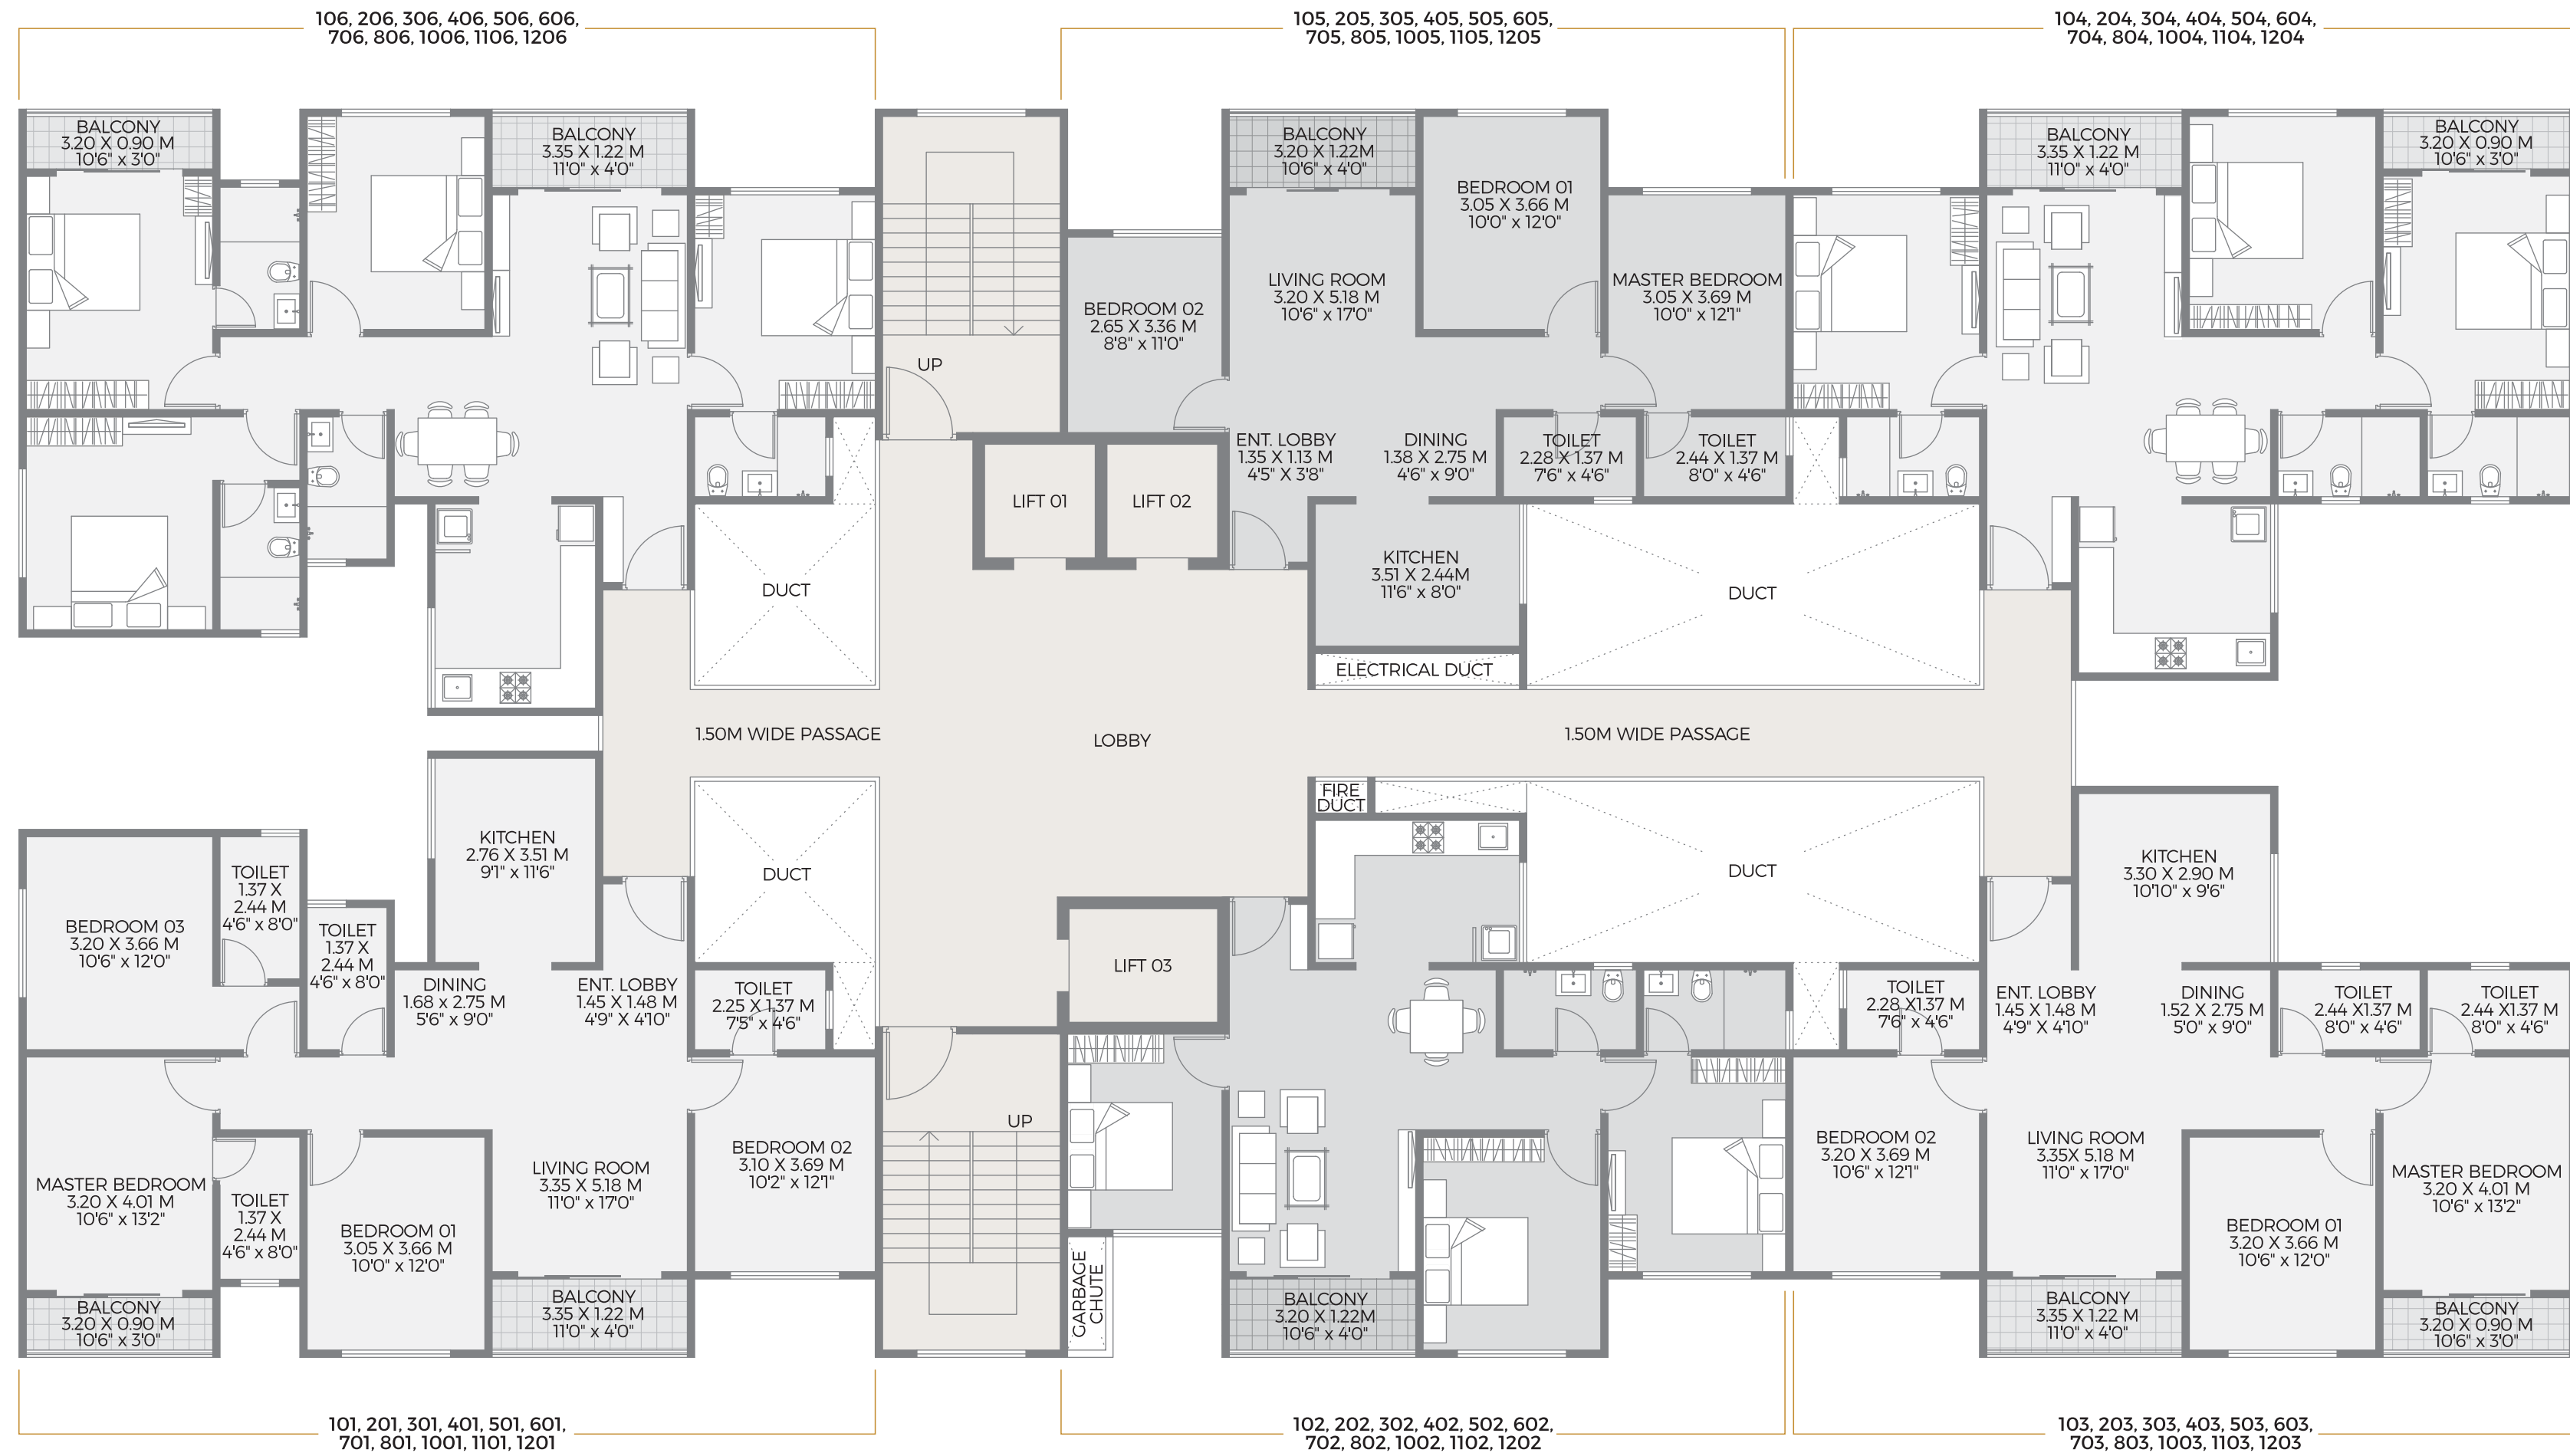 106, 206, 306, 406, 506, 606,
706, 806, 1006, 1106, 1206
105, 205, 305, 405, 505, 605,
705, 805, 1005, 1105, 1205
104, 204, 304, 404, 504, 604,
704, 804, 1004, 1104, 1204
BALCONY
3.20 X 0.90 M
10'6" x 3'0"
BALCONY
3.35 X 1.22 M
11'0" x 4'0"
BALCONY
3.20 X 1.22M
10'6" x 4'0"
BEDROOM 01
3.05 X 3.66 M
10'0" x 12'0"
BALCONY
3.35 X 1.22 M
11'0" x 4'0"
BALCONY
3.20 X 0.90 M
10'6" x 3'0"
UP
BEDROOM 02
2.65 X 3.36 M
8'8" x 11'0"
LIVING ROOM
3.20 X 5.18 M
10'6" x 17'0"
MASTER BEDROOM
3.05 X 3.69 M
10'0" x 12'1"
ENT. LOBBY
1.35 X 1.13 M
4'5" X 3'8"
DINING
1.38 X 2.75 M
4'6" x 9'0"
TOILET
2.28 X 1.37 M
7'6" x 4'6"
TOILET
2.44 X 1.37 M
8'0" x 4'6"
LIFT 01
LIFT 02
DUCT
KITCHEN
3.51 X 2.44M
11'6" x 8'0"
DUCT
ELECTRICAL DUCT
1.50M WIDE PASSAGE
LOBBY
1.50M WIDE PASSAGE
FIRE
DUCT
KITCHEN
2.76 X 3.51 M
9'1" x 11'6"
DUCT
DUCT
KITCHEN
3.30 X 2.90 M
10'10" x 9'6"
BEDROOM 03
3.20 X 3.66 M
10'6" x 12'0"
TOILET
1.37 X
2.44 M
4'6" x 8'0"
TOILET
1.37 X
2.44 M
4'6" x 8'0"
DINING
1.68 x 2.75 M
5'6" x 9'0"
ENT. LOBBY
1.45 X 1.48 M
4'9" X 4'10"
TOILET
2.25 X 1.37 M
7'5" x 4'6"
LIFT 03
TOILET
2.28 X1.37 M
7'6" x 4'6"
ENT. LOBBY
1.45 X 1.48 M
4'9" X 4'10"
DINING
1.52 X 2.75 M
5'0" x 9'0"
TOILET
2.44 X1.37 M
8'0" x 4'6"
TOILET
2.44 X1.37 M
8'0" x 4'6"
UP
MASTER BEDROOM
3.20 X 4.01 M
10'6" x 13'2"
TOILET
1.37 X
2.44 M
4'6" x 8'0"
BEDROOM 01
3.05 X 3.66 M
10'0" x 12'0"
LIVING ROOM
3.35 X 5.18 M
11'0" x 17'0"
BEDROOM 02
3.10 X 3.69 M
10'2" x 12'1"
BEDROOM 02
3.20 X 3.69 M
10'6" x 12'1"
LIVING ROOM
3.35X 5.18 M
11'0" x 17'0"
BEDROOM 01
3.20 X 3.66 M
10'6" x 12'0"
MASTER BEDROOM
3.20 X 4.01 M
10'6" x 13'2"
GARBAGE
CHUTE
BALCONY
3.20 X 0.90 M
10'6" x 3'0"
BALCONY
3.35 X 1.22 M
11'0" x 4'0"
BALCONY
3.20 X 1.22M
10'6" x 4'0"
BALCONY
3.35 X 1.22 M
11'0" x 4'0"
BALCONY
3.20 X 0.90 M
10'6" x 3'0"
101, 201, 301, 401, 501, 601,
701, 801, 1001, 1101, 1201
102, 202, 302, 402, 502, 602,
702, 802, 1002, 1102, 1202
103, 203, 303, 403, 503, 603,
703, 803, 1003, 1103, 1203